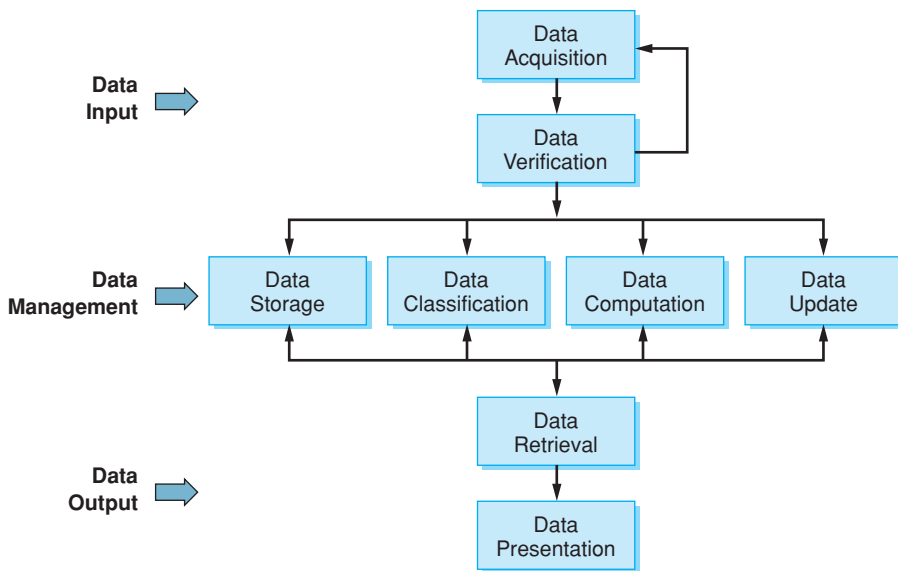 Data
Acquisition
Data
Input
Data
Verification
Data
Management
Data
Storage
Data
Classification
Data
Computation
Data
Update
Data
Retrieval
Data
Output
Data
Presentation